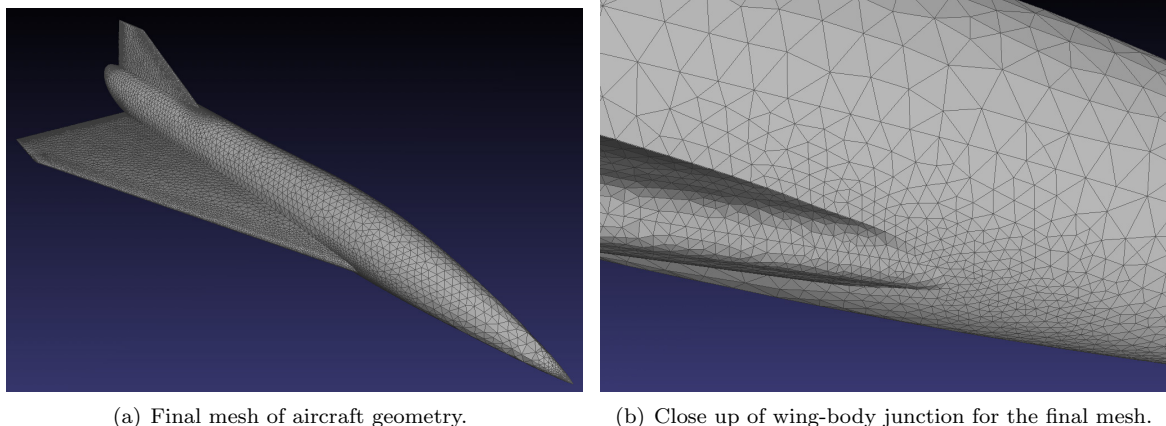 (a) Final mesh of aircraft geometry.
(b) Close up of wing-body junction for the final mesh.